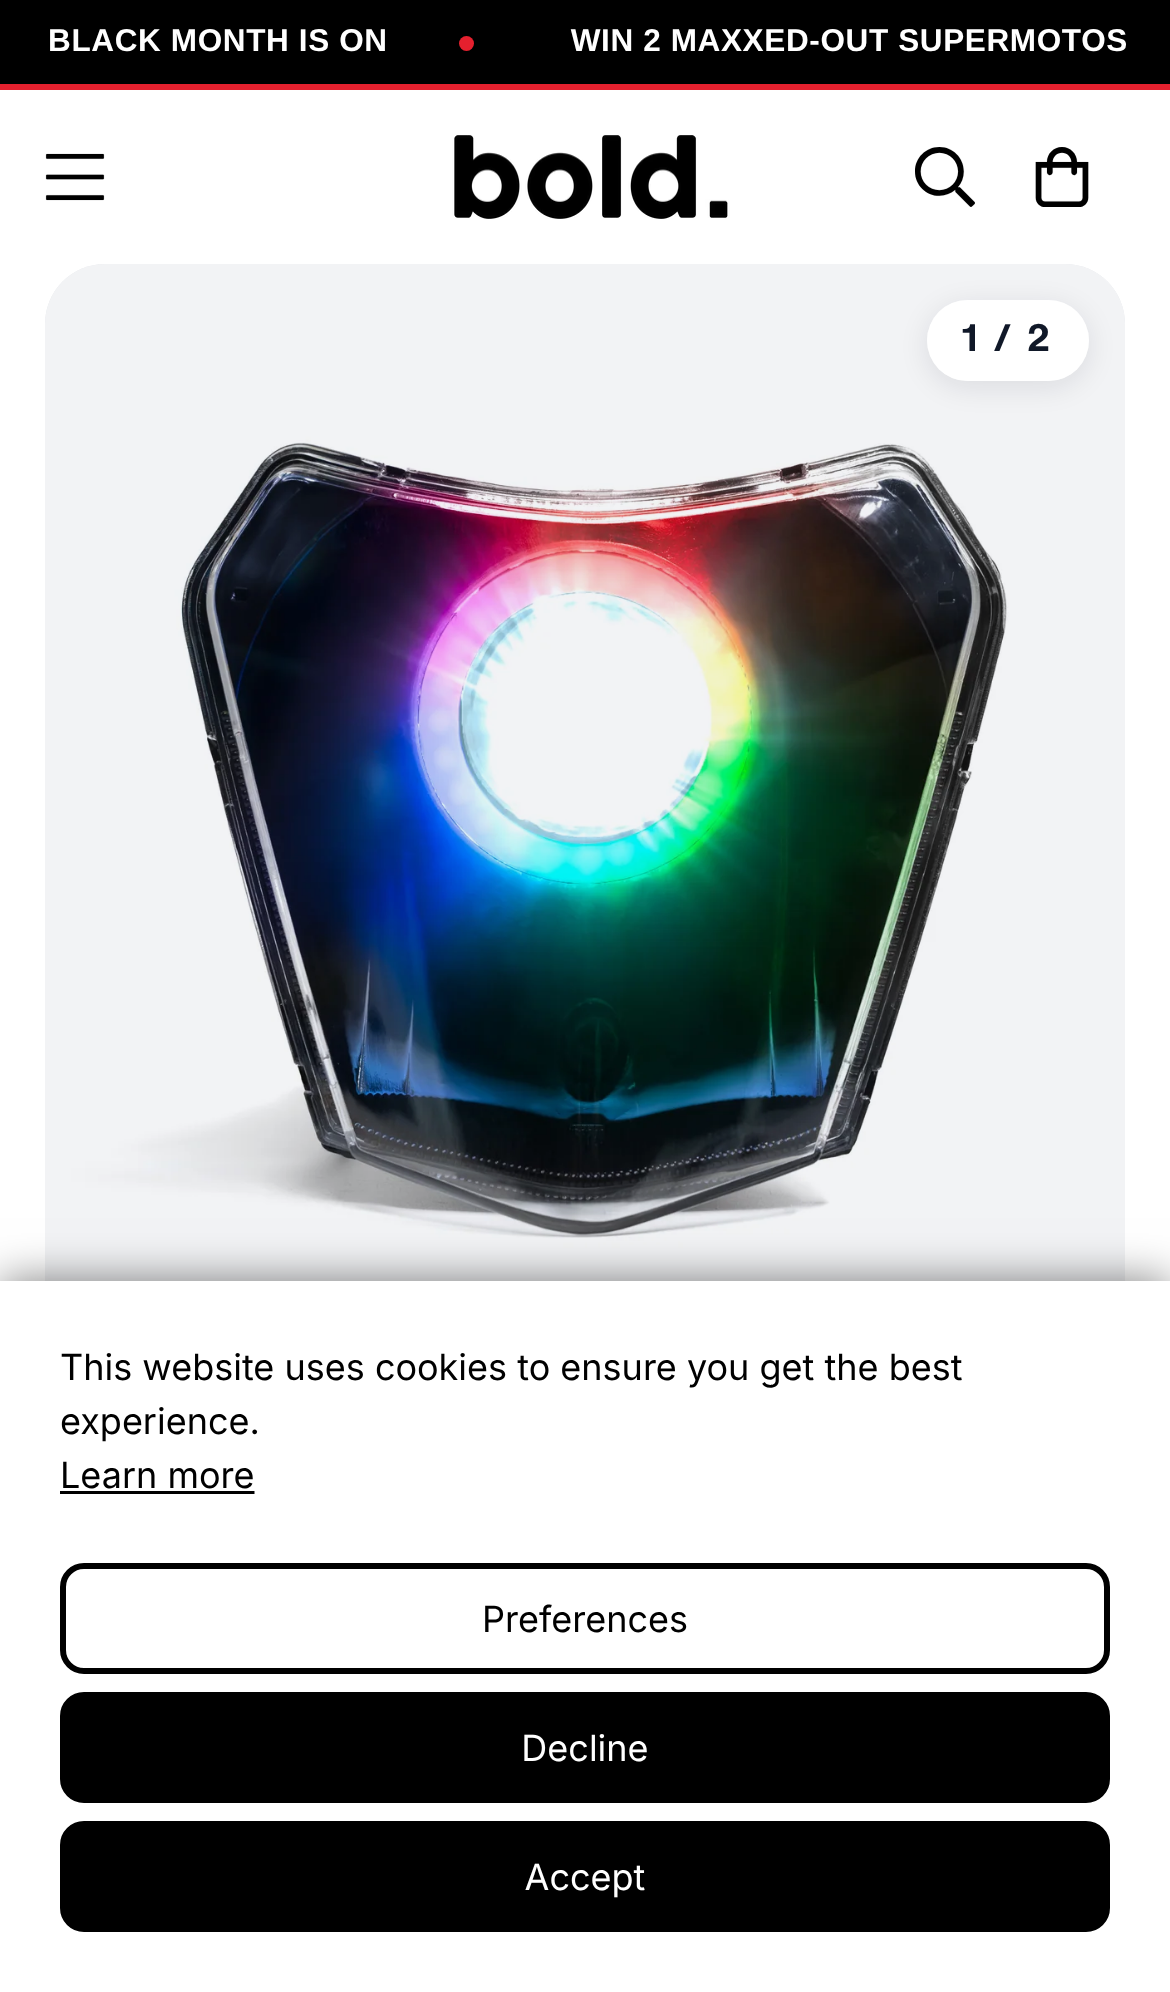 BLACK MONTH IS ON
WIN 2 MAXXED-OUT SUPERMOTOS
bold.
1 / 2
This website uses cookies to ensure you get the best
experience.
Learn more
Preferences
Decline
Accept